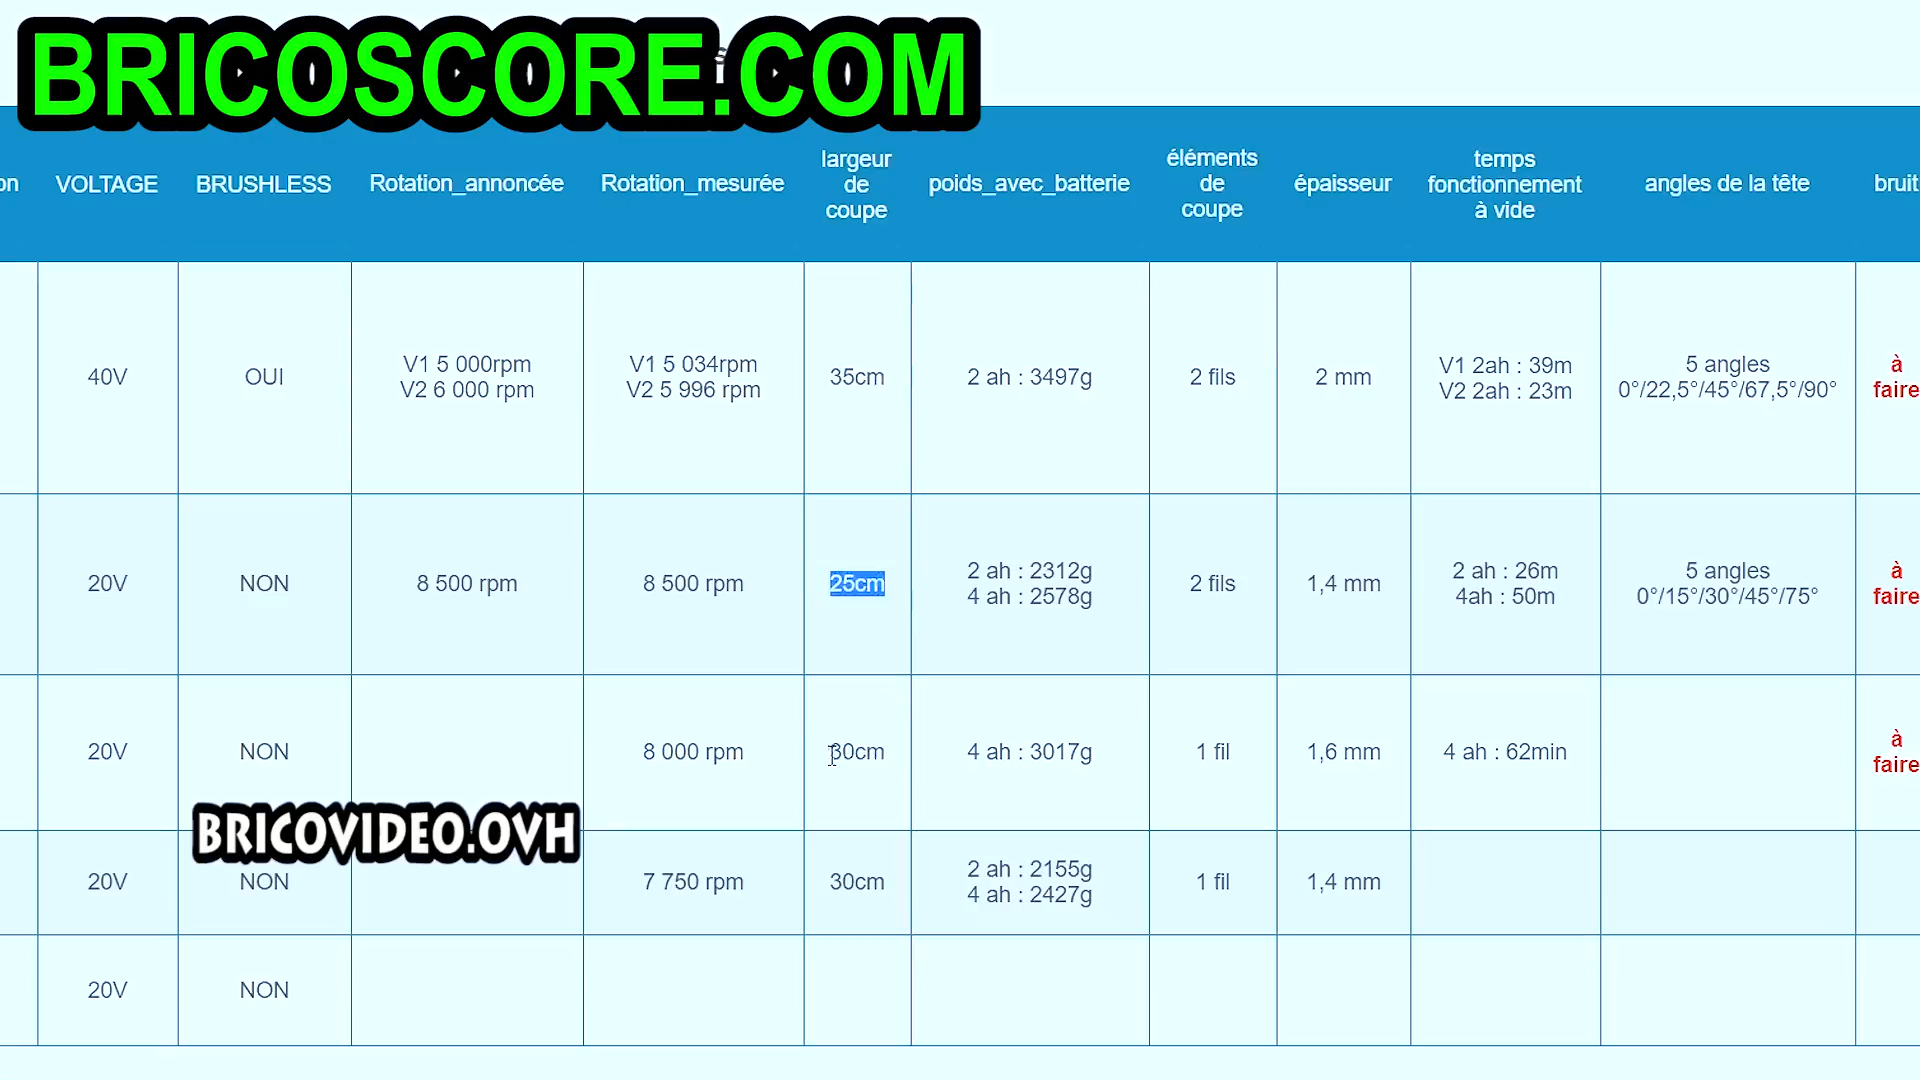 BRICOSCORE.COM
on
VOLTAGE
BRUSHLESS
Rotation_annoncée
Rotation_mesurée
largeur
de
coupe
poids_avec_batterie
éléments
de
coupe
épaisseur
temps
fonctionnement
à vide
angles de la tête
bruit
40V
OUI
V1 5 000rpm
V2 6 000 rpm
V1 5 034rpm
V2 5 996 rpm
35cm
2 ah : 3497g
2 fils
2 mm
V1 2ah : 39m
V2 2ah : 23m
5 angles
0°/22,5°/45°/67,5°/90°
à
faire
20V
NON
8 500 rpm
8 500 rpm
25cm
2 ah : 2312g
4 ah : 2578g
2 fils
1,4 mm
2 ah : 26m
4ah : 50m
5 angles
0°/15°/30°/45°/75°
à
faire
20V
NON
8 000 rpm
30cm
4 ah : 3017g
1 fil
1,6 mm
4 ah : 62min
à
faire
BRICOVIDEO.OVH
20V
NON
7 750 rpm
30cm
2 ah : 2155g
4 ah : 2427g
1 fil
1,4 mm
20V
NON